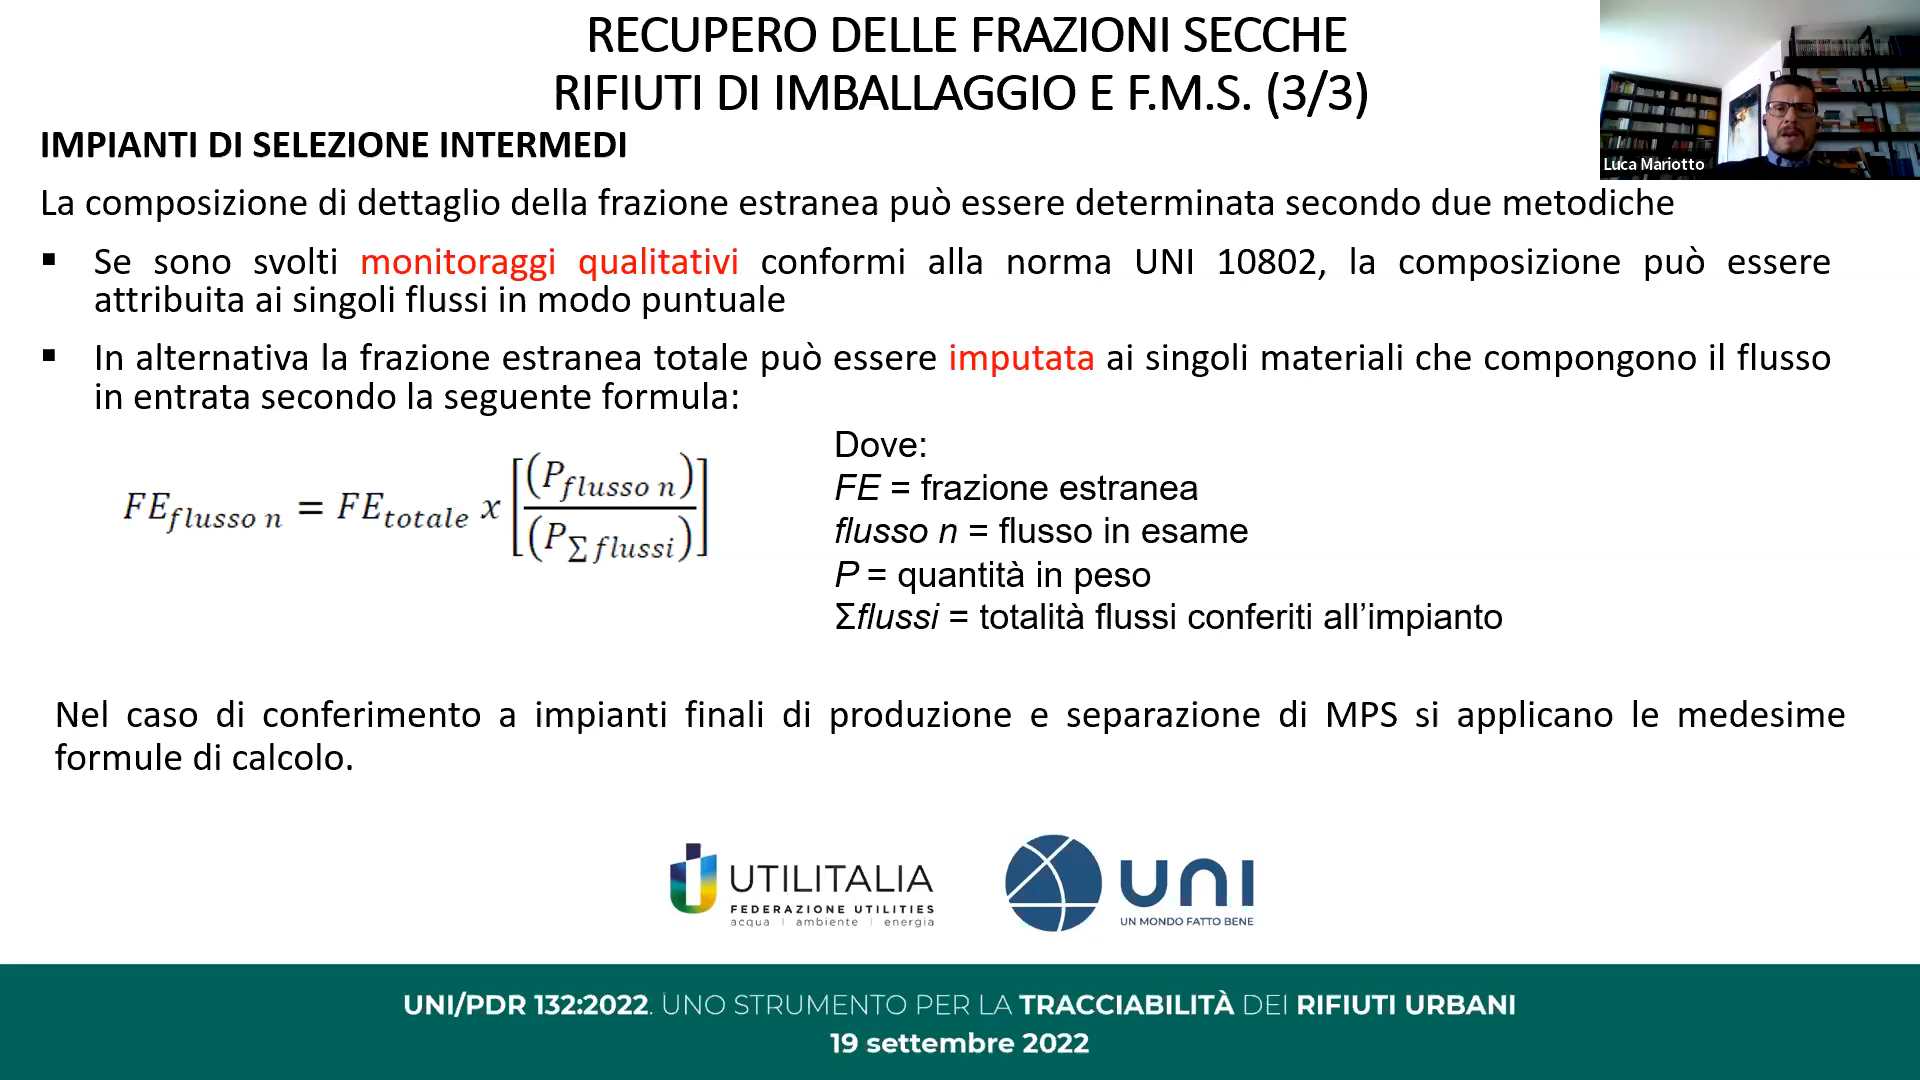 RECUPERO DELLE FRAZIONI SECCHE
RIFIUTI DI IMBALLAGGIO E F.M.S. (3/3)
Luca Mariotto
IMPIANTI DI SELEZIONE INTERMEDI
La composizione di dettaglio della frazione estranea può essere determinata secondo due metodiche
▪ Se sono svolti monitoraggi qualitativi conformi alla norma UNI 10802, la composizione può essere
attribuita ai singoli flussi in modo puntuale
▪ In alternativa la frazione estranea totale può essere imputata ai singoli materiali che compongono il flusso
in entrata secondo la seguente formula:
FE_{flusso n} = FE_{totale} x [(P_{flusso n}) / (P_{∑ flussi})]
Dove:
FE = frazione estranea
flusso n = flusso in esame
P = quantità in peso
Σflussi = totalità flussi conferiti all’impianto
Nel caso di conferimento a impianti finali di produzione e separazione di MPS si applicano le medesime
formule di calcolo.
UTILITALIA
FEDERAZIONE UTILITIES
acqua | ambiente | energia
UNI
UN MONDO FATTO BENE
UNI/PDR 132:2022. UNO STRUMENTO PER LA TRACCIABILITÀ DEI RIFIUTI URBANI
19 settembre 2022